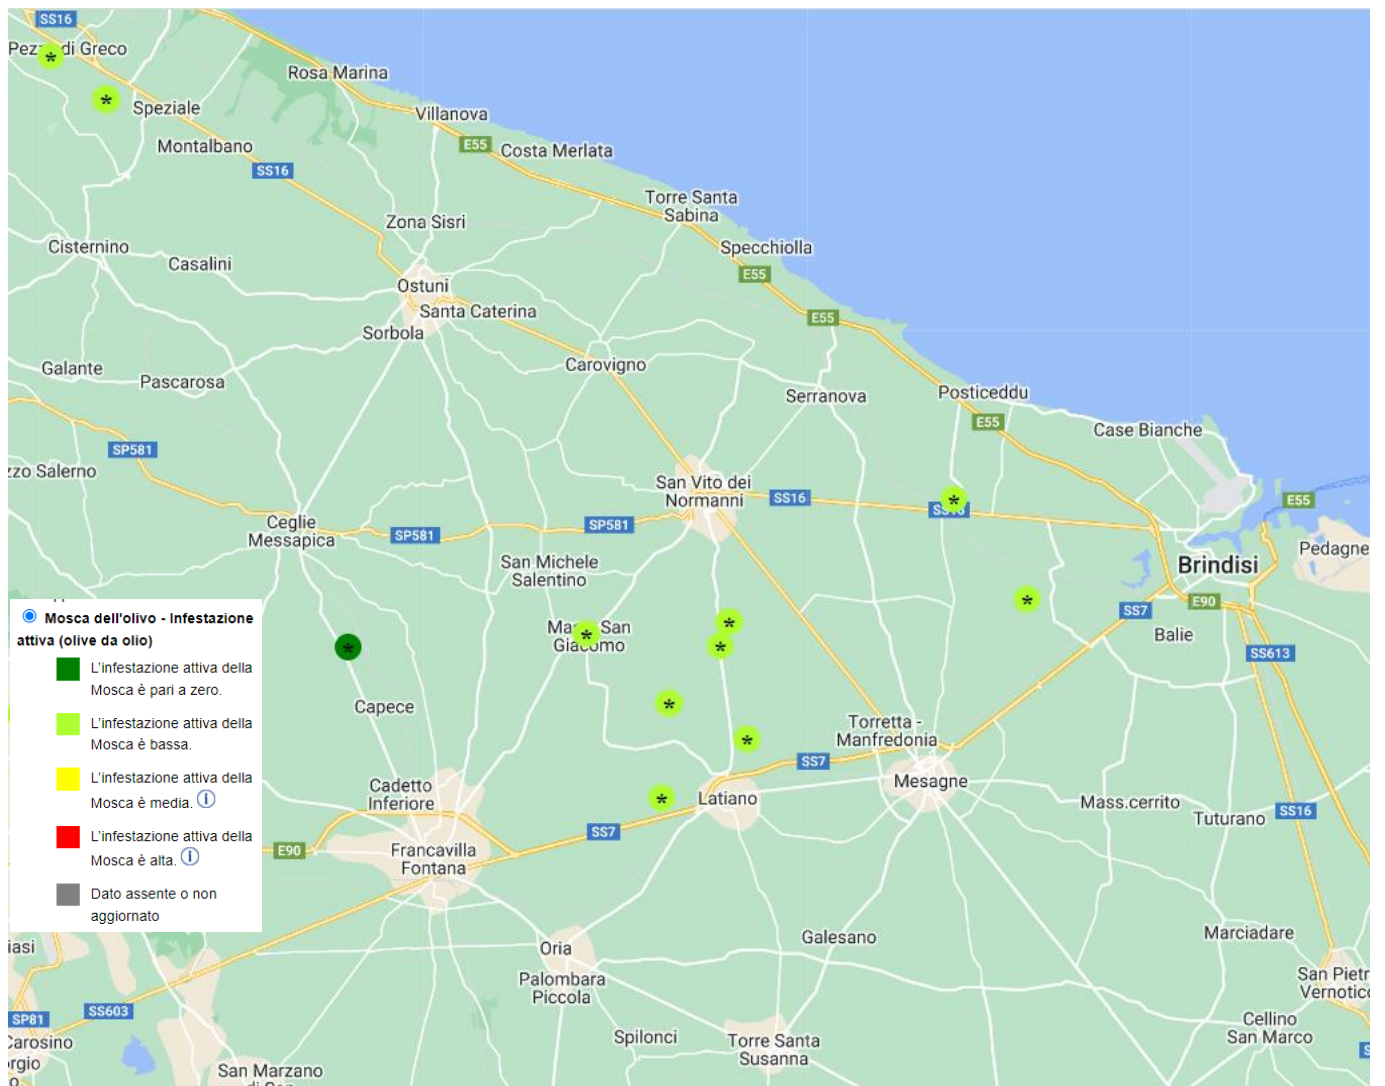 SS16
Pezze di Greco
Rosa Marina
Speziale
Villanova
Montalbano
E55
Costa Merlata
SS16
Torre Santa
Sabina
Zona Sisri
Cisternino
Specchiolla
Casalini
E55
Ostuni
Santa Caterina
E55
Sorbola
Galante
Carovigno
Pascarosa
Serranova
Posticeddu
E55
Case Bianche
SP581
zzo Salerno
San Vito dei
Normanni
SS16
SS16
E55
Ceglie
Messapica
SP581
SP581
Pedagne
San Michele
Salentino
Brindisi
E90
SS7
Mosca dell'olivo - Infestazione
attiva (olive da olio)
L'infestazione attiva della
Mosca è pari a zero.
L'infestazione attiva della
Mosca è bassa.
L'infestazione attiva della
Mosca è media.
L'infestazione attiva della
Mosca è alta.
Dato assente o non
aggiornato
San
Giacomo
Balie
SS613
Capece
Torretta -
Manfredonia
SS7
Cadetto
Inferiore
Latiano
Mesagne
Mass.cerrito
Tuturano
SS16
SS7
E90
Francavilla
Fontana
iasi
Oria
Galesano
Marciadare
Palombara
Piccola
San Pietr
Vernotico
SS603
SP81
Carosino
rgio
Spilonci
Torre Santa
Susanna
Cellino
San Marco
San Marzano